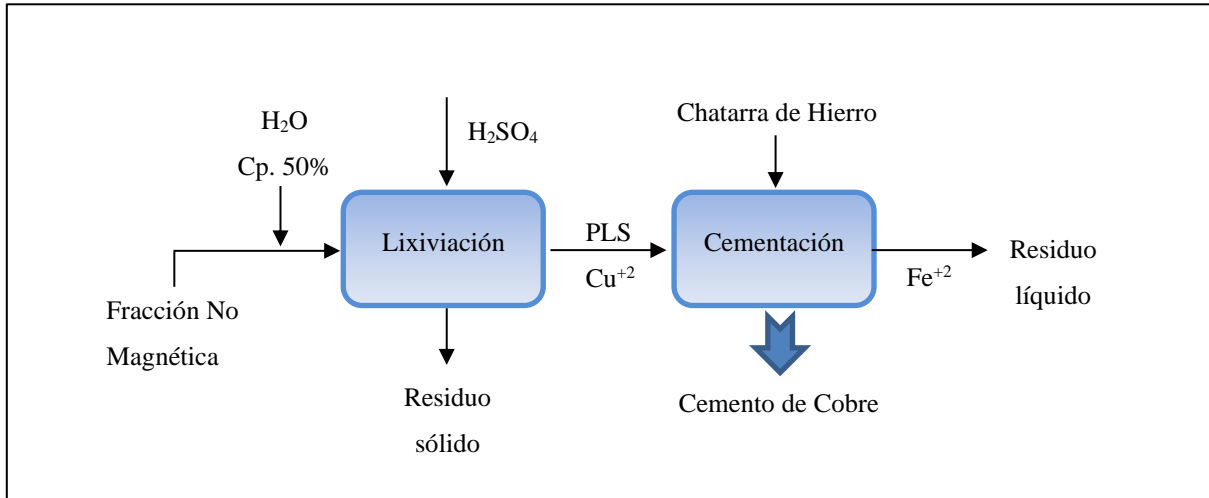 H₂O
Cp. 50%
H₂SO₄
Chatarra de Hierro
Lixiviación
PLS
Cu⁺²
Cementación
Fe⁺²
Residuo
líquido
Fracción No
Magnética
Residuo
sólido
Cemento de Cobre